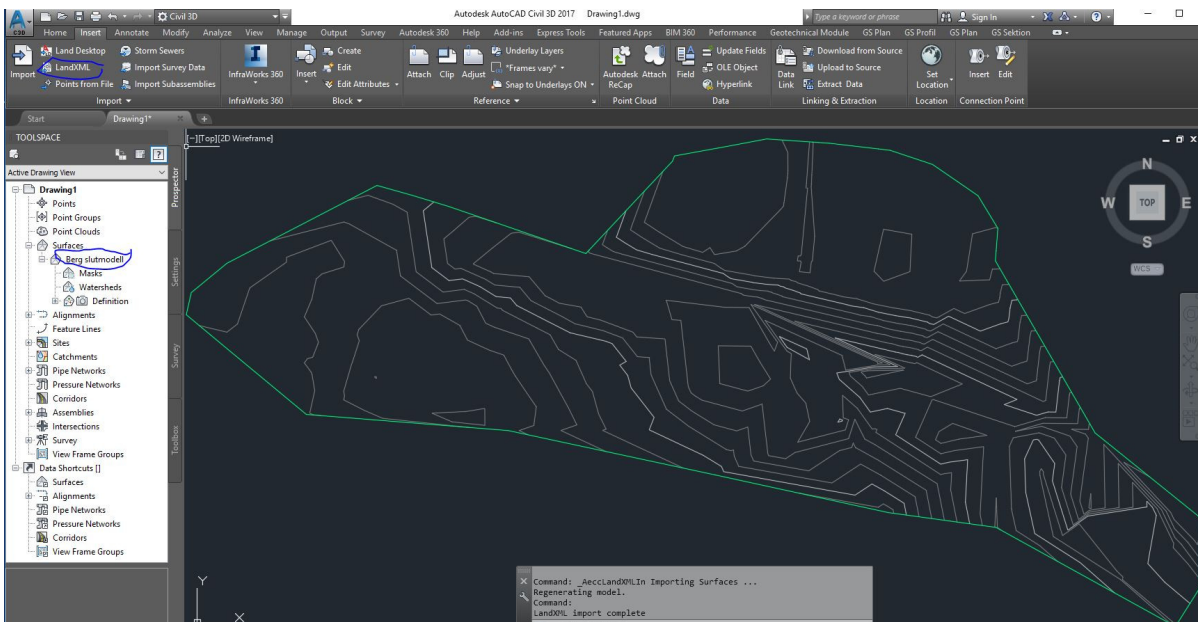 Civil 3D
Autodesk AutoCAD Civil 3D 2017 Drawing1.dwg
Type a keyword or phrase
Sign In
C3D
Home Insert Annotate Modify Analyze View Manage Output Survey Autodesk 360 Help Add-ins Express Tools Featured Apps BIM 360 Performance Geotechnical Module GS Plan GS Profil GS Plan GS Sektion
Import
Land Desktop
LandXML
Points from File
Storm Sewers
Import Survey Data
Import Subassemblies
InfraWorks 360
Insert
Create
Edit
Edit Attributes
Attach Clip Adjust
Underlay Layers
*Frames vary*
Snap to Underlays ON
Autodesk ReCap
Attach
Field
Update Fields
OLE Object
Hyperlink
Data Link
Download from Source
Upload to Source
Extract Data
Set Location
Insert Edit
Import InfraWorks 360 Block Reference Point Cloud Data Linking & Extraction Location Connection Point
Start Drawing1*
TOOLSPACE
[-][Top][2D Wireframe]
Active Drawing View
Drawing1
Points
Point Groups
Point Clouds
Surfaces
Berg slutmodell
Masks
Watersheds
Definition
Alignments
Feature Lines
Sites
Catchments
Pipe Networks
Pressure Networks
Corridors
Assemblies
Intersections
Survey
View Frame Groups
Data Shortcuts []
Surfaces
Alignments
Pipe Networks
Pressure Networks
Corridors
View Frame Groups
Prospector
Settings
Survey
Toolbox
N
W TOP E
S
WCS
Y
X
Command: _AeccLandXMLIn Importing Surfaces ...
Regenerating model.
Command:
LandXML import complete